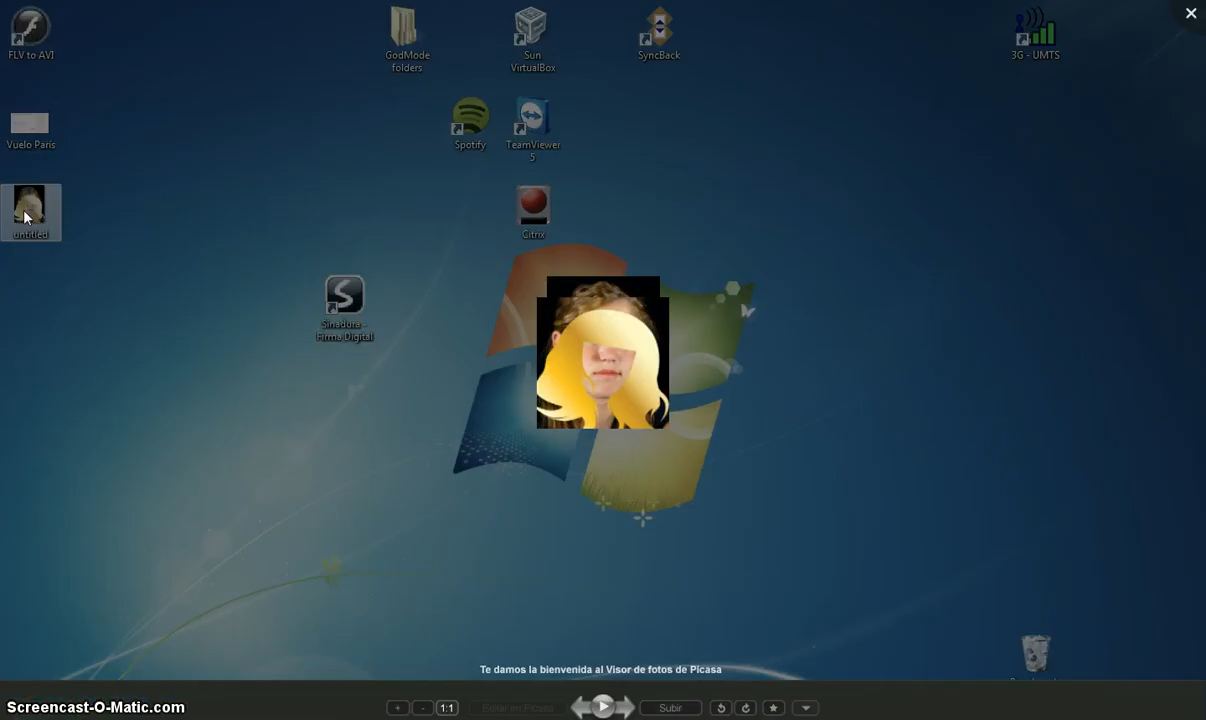 FLV to AVI
GodMode
folders
Sun
VirtualBox
SyncBack
3G - UMTS
Vuelo Paris
Spotify
TeamViewer
5
untitled
Citrix
Sinadura -
Firma Digital
Te damos la bienvenida al Visor de fotos de Picasa
Screencast-O-Matic.com
+ - 1:1
Editar en Picasa
Subir